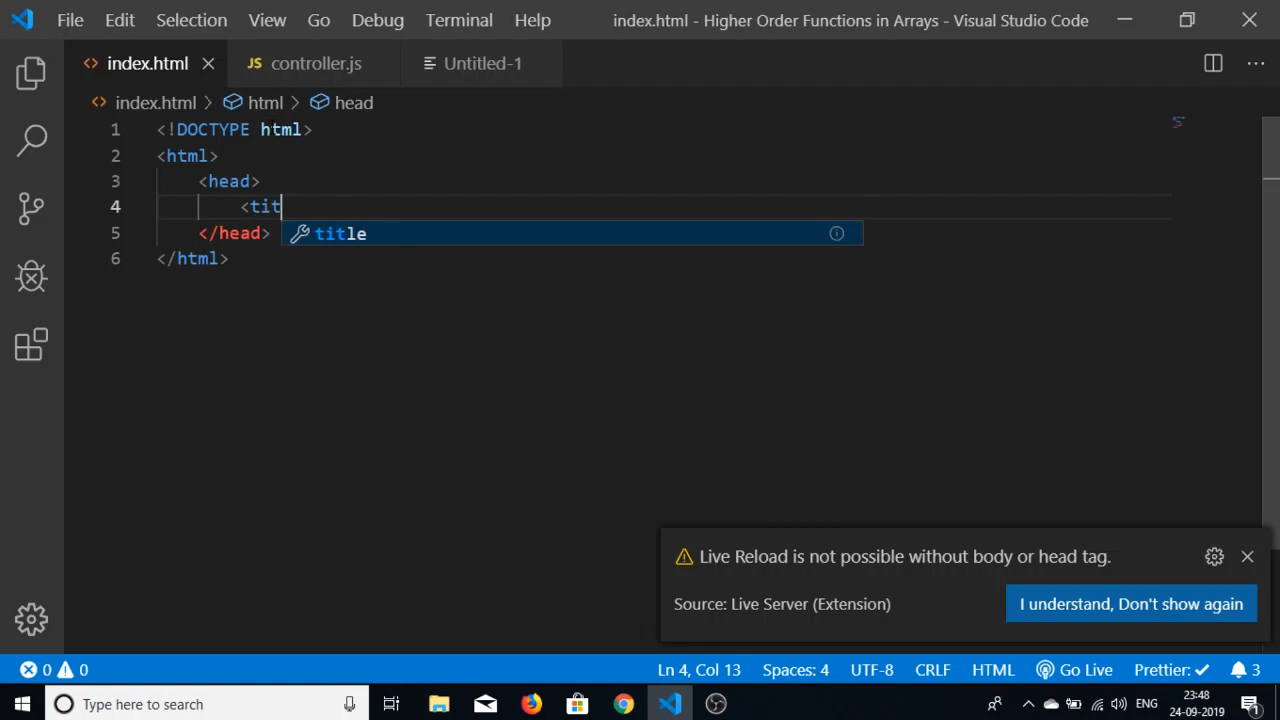 File Edit Selection View Go Debug Terminal Help index.html - Higher Order Functions in Arrays - Visual Studio Code
index.html JS controller.js Untitled-1
index.html html head
1 <!DOCTYPE html>
2 <html>
3 <head>
4 <tit
5 </head> title
6 </html>
Live Reload is not possible without body or head tag.
Source: Live Server (Extension) I understand, Don't show again
0 0 Ln 4, Col 13 Spaces: 4 UTF-8 CRLF HTML Go Live Prettier: 3
Type here to search ENG 23:48
24-09-2019 1